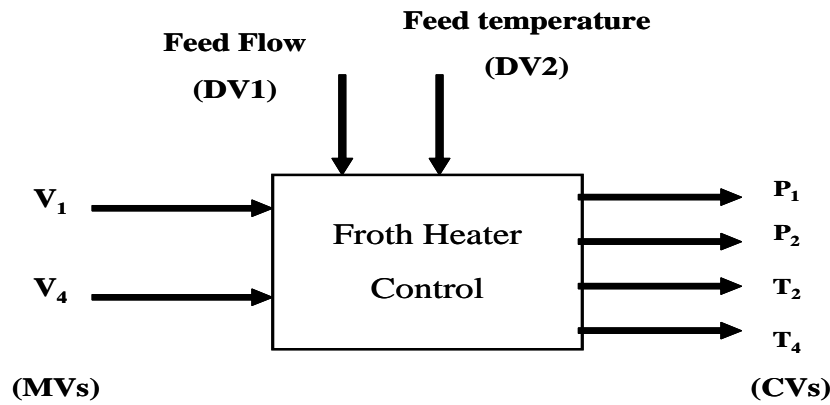 Feed Flow
(DV1)
Feed temperature
(DV2)
V₁
V₄
(MVs)
Froth Heater
Control
P₁
P₂
T₂
T₄
(CVs)